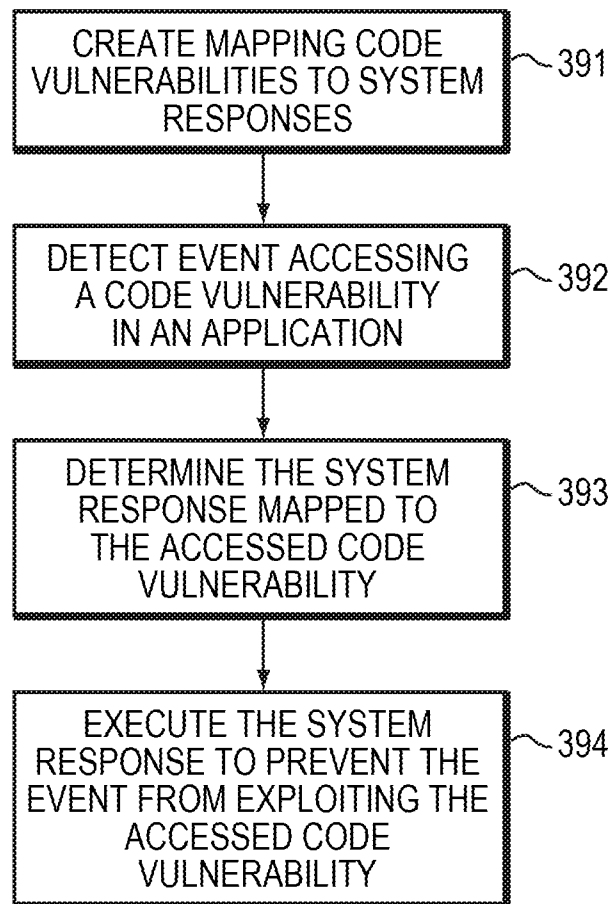 CREATE MAPPING CODE
VULNERABILITIES TO SYSTEM
RESPONSES
391
DETECT EVENT ACCESSING
A CODE VULNERABILITY
IN AN APPLICATION
392
DETERMINE THE SYSTEM
RESPONSE MAPPED TO
THE ACCESSED CODE
VULNERABILITY
393
EXECUTE THE SYSTEM
RESPONSE TO PREVENT THE
EVENT FROM EXPLOITING THE
ACCESSED CODE
VULNERABILITY
394